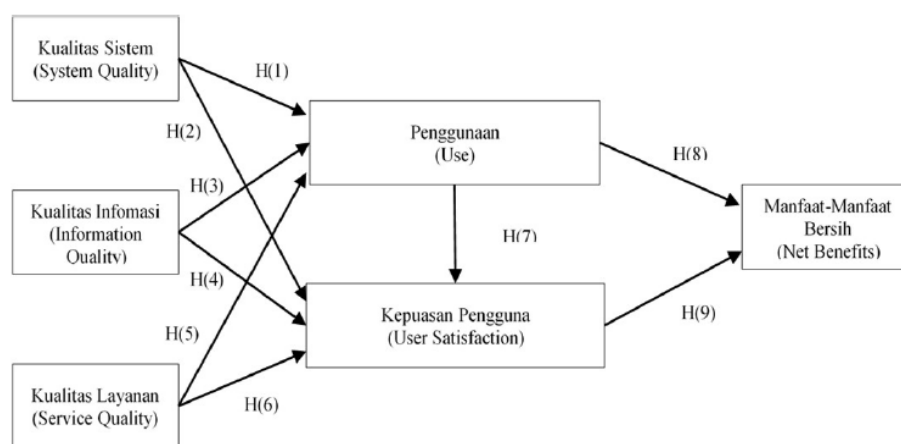 Kualitas Sistem
(System Quality)
H(1)
H(2)
Penggunaan
(Use)
H(8)
H(3)
Kualitas Infomasi
(Information
Quality)
Manfaat-Manfaat
Bersih
(Net Benefits)
H(7)
H(4)
Kepuasan Pengguna
(User Satisfaction)
H(9)
H(5)
Kualitas Layanan
(Service Quality)
H(6)